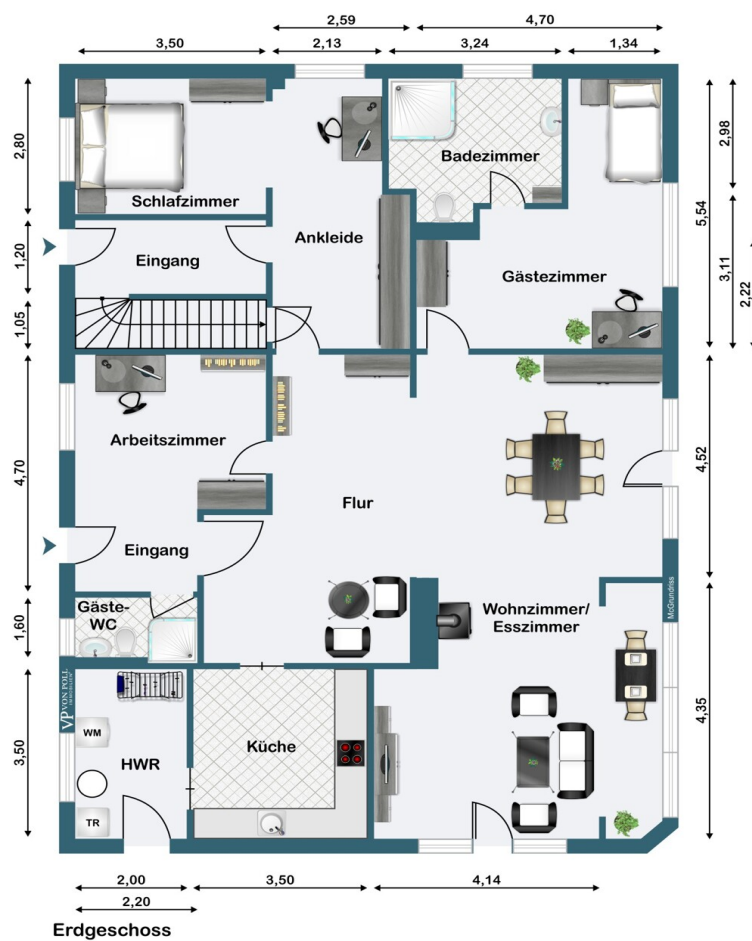 2,59
4,70
3,50
2,13
3,24
1,34
2,80
1,20
1,05
4,70
1,60
3,50
2,98
5,54
3,11
2,22
4,52
4,35
Schlafzimmer
Badezimmer
Ankleide
Eingang
Gästezimmer
Arbeitszimmer
Flur
Eingang
Gäste-
WC
Wohnzimmer/
Esszimmer
McGrundriss
VP VON POLL
IMMOBILIEN
WM
HWR
TR
Küche
2,00
3,50
4,14
2,20
Erdgeschoss